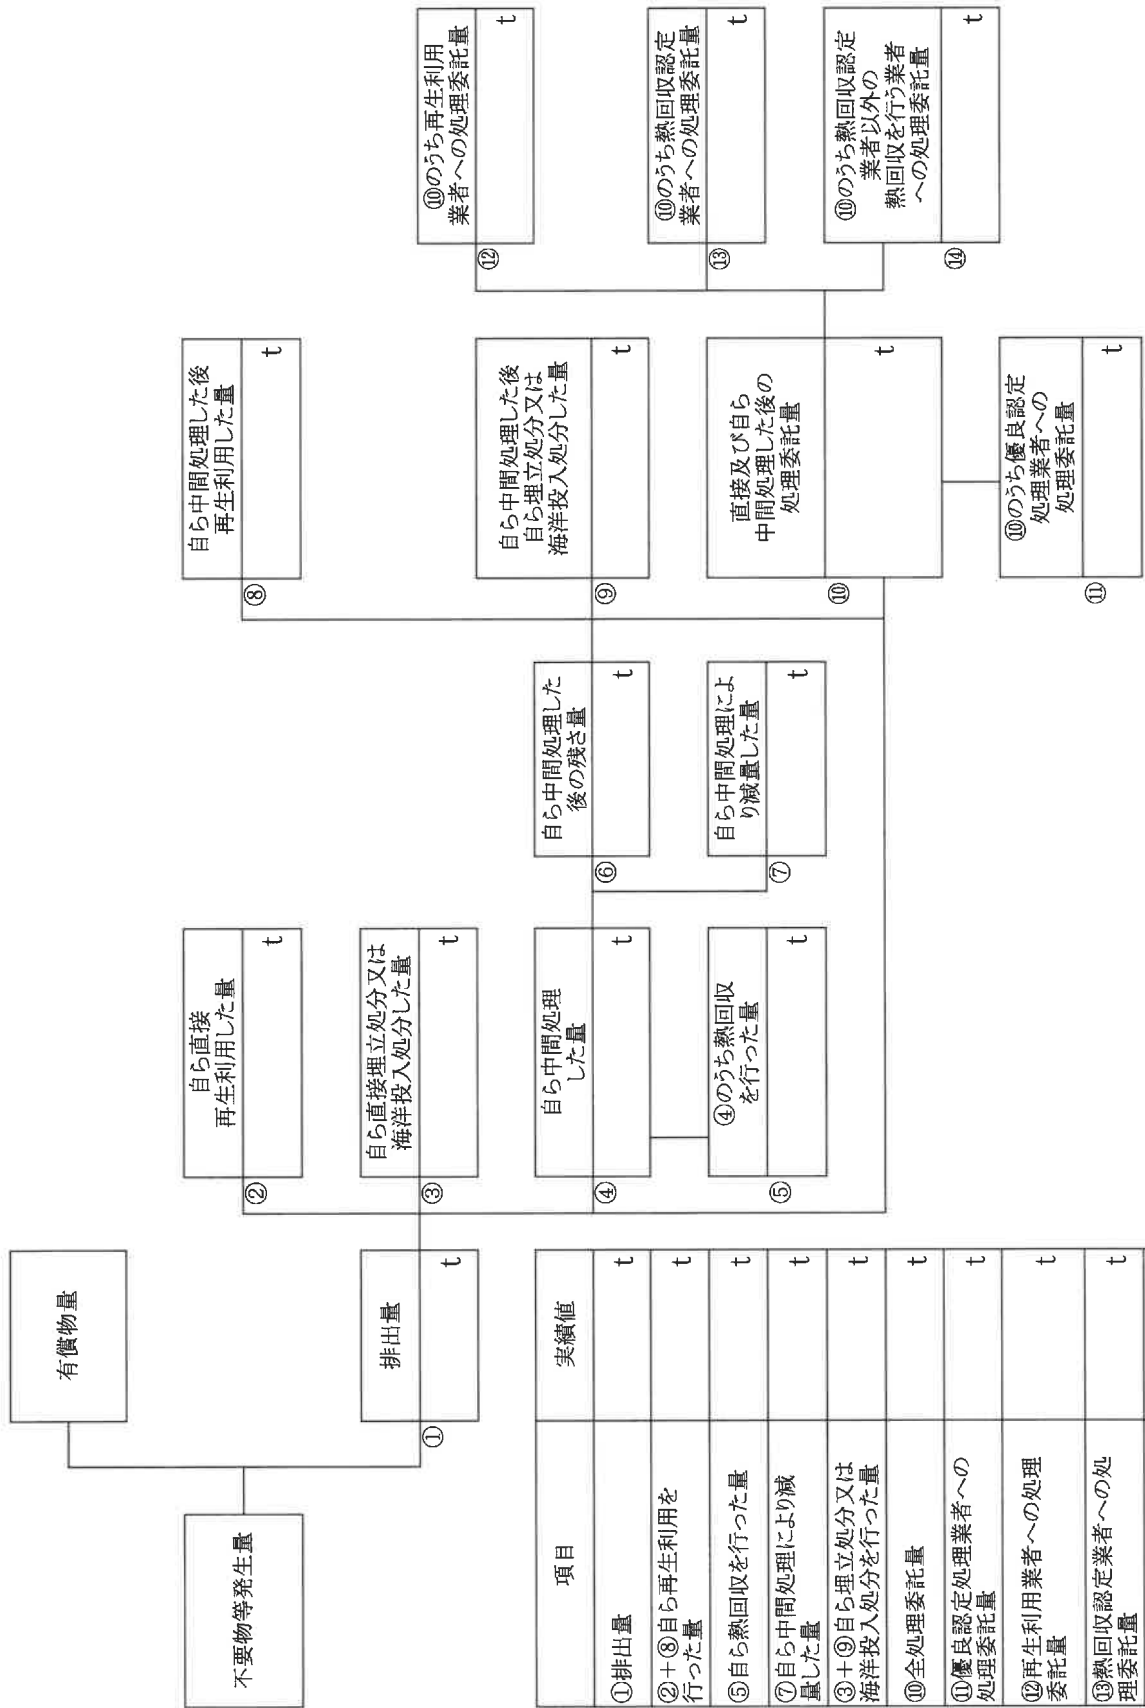 不要物等発生量
有償物量
排出量
①
t
自ら直接
再生利用した量
②
t
自ら直接埋立処分又は
海洋投入処分した量
③
t
自ら中間処理
した量
④
t
④のうち熱回収
を行った量
⑤
t
自ら中間処理した
後の残さ量
⑥
t
自ら中間処理によ
り減量した量
⑦
t
自ら中間処理した後
再生利用した量
⑧
t
自ら中間処理した後
自ら埋立処分又は
海洋投入処分した量
⑨
t
直接及び自ら
中間処理した後の
処理委託量
⑩
t
⑩のうち優良認定
処理業者への
処理委託量
⑪
t
⑩のうち再生利用
業者への処理委託量
⑫
t
⑩のうち熱回収認定
業者への処理委託量
⑬
t
⑩のうち熱回収認定
業者以外の
熱回収を行う業者
への処理委託量
⑭
t
項目
実績値
①排出量
t
②+⑧自ら再生利用を
行った量
t
⑤自ら熱回収を行った量
t
⑦自ら中間処理により減
量した量
t
③+⑨自ら埋立処分又は
海洋投入処分を行った量
t
⑩全処理委託量
t
⑪優良認定処理業者への
処理委託量
t
⑫再生利用業者への処理
委託量
t
⑬熱回収認定業者への処
理委託量
t